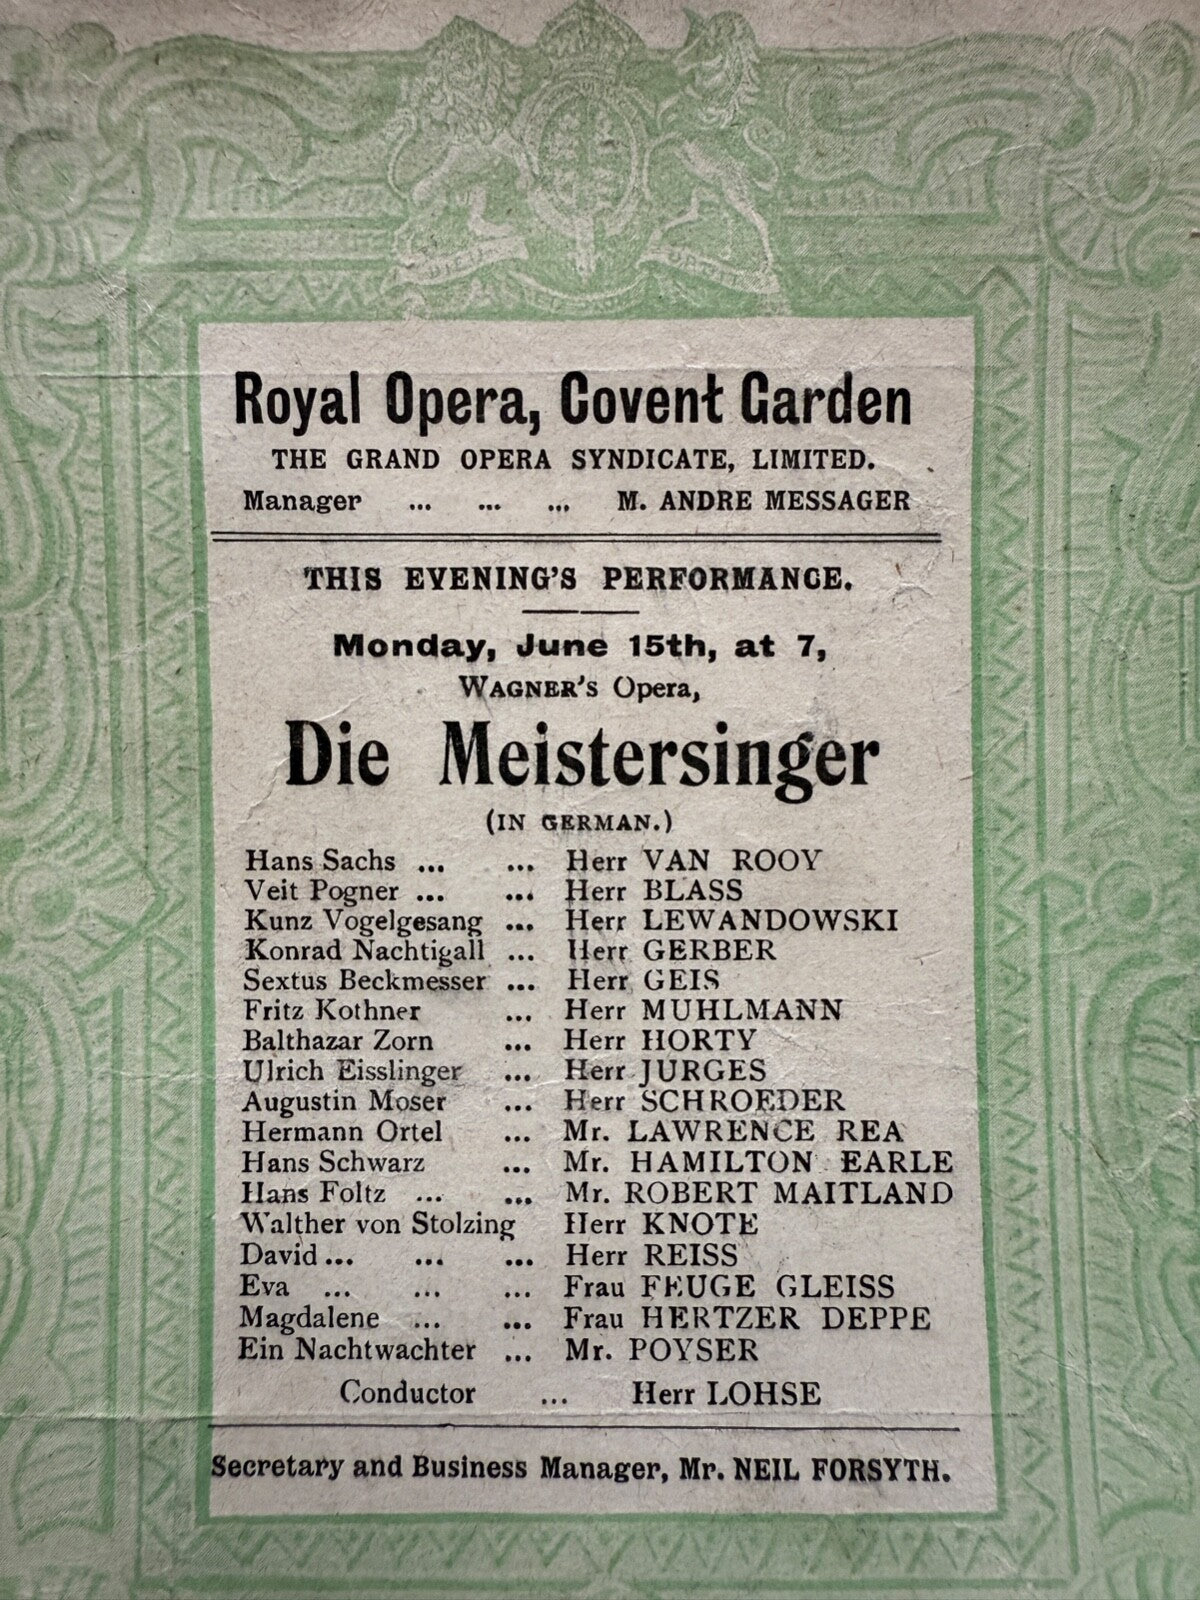 Royal Opera, Covent Garden
THE GRAND OPERA SYNDICATE, LIMITED.
Manager ... ... ... M. ANDRE MESSAGER
THIS EVENING'S PERFORMANCE.
Monday, June 15th, at 7,
WAGNER'S Opera,
Die Meistersinger
(IN GERMAN.)
Hans Sachs ... ... Herr VAN ROOY
Veit Pogner ... ... Herr BLASS
Kunz Vogelgesang ... Herr LEWANDOWSKI
Konrad Nachtigall ... Herr GERBER
Sextus Beckmesser ... Herr GEIS
Fritz Kothner ... Herr MUHLMANN
Balthazar Zorn ... Herr HORTY
Ulrich Eisslinger ... Herr JURGES
Augustin Moser ... Herr SCHROEDER
Hermann Ortel ... Mr. LAWRENCE REA
Hans Schwarz ... Mr. HAMILTON EARLE
Hans Foltz ... ... Mr. ROBERT MAITLAND
Walther von Stolzing Herr KNOTE
David ... ... ... Herr REISS
Eva ... ... ... Frau FEUGE GLEISS
Magdalene ... ... Frau HERTZER DEPPE
Ein Nachtwachter ... Mr. POYSER
Conductor ... Herr LOHSE
Secretary and Business Manager, Mr. NEIL FORSYTH.